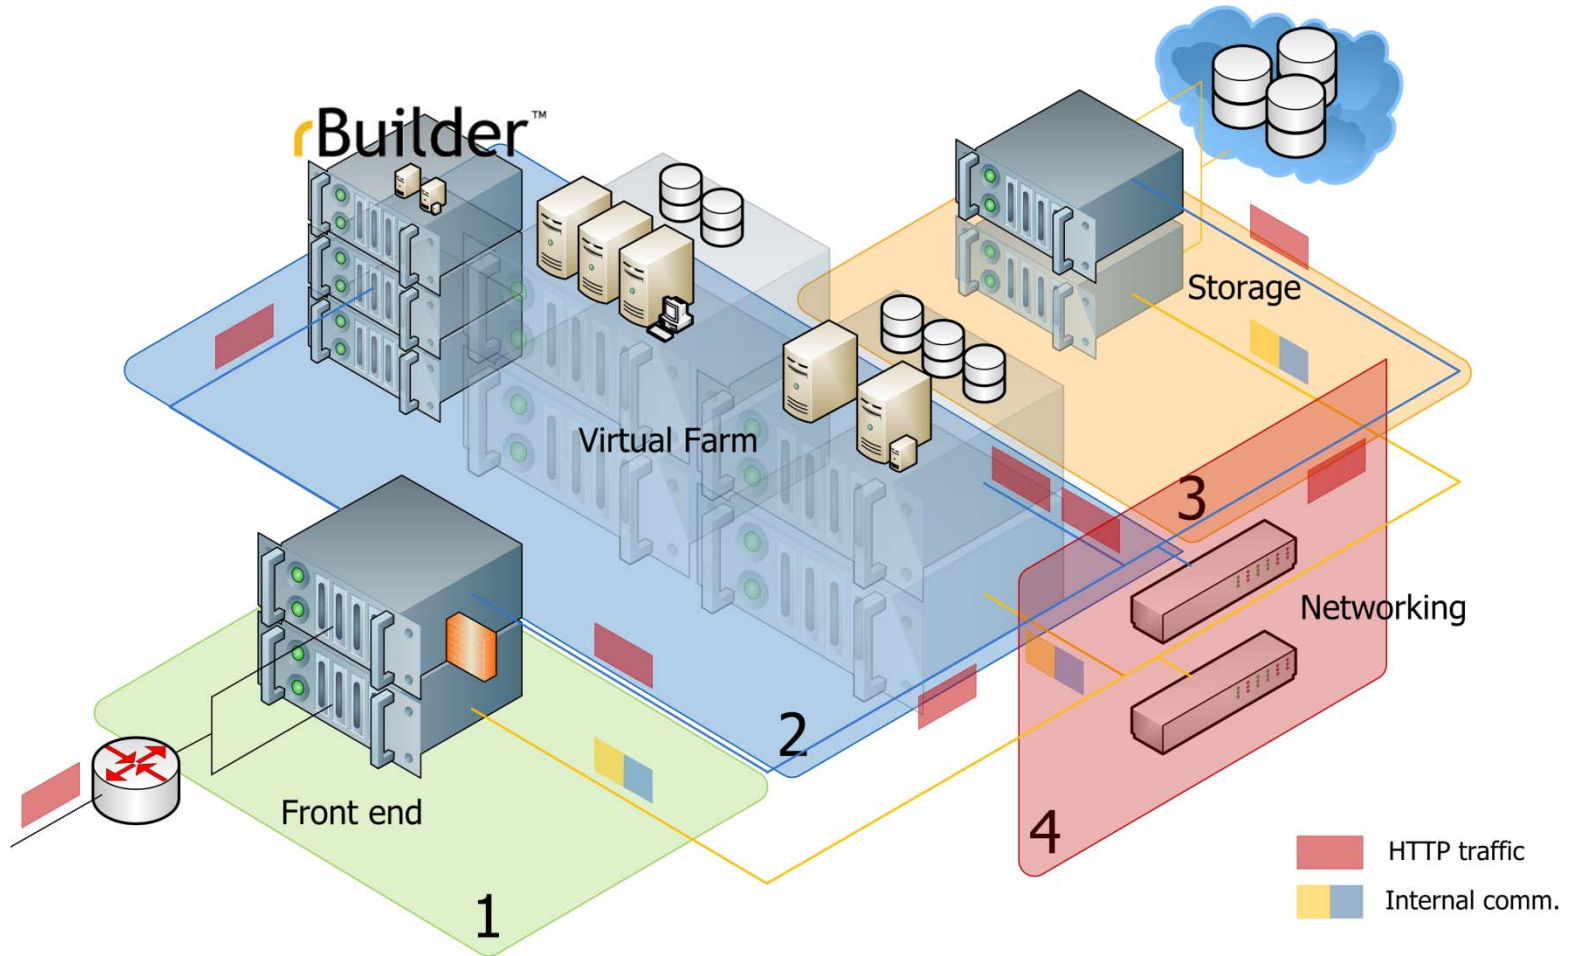 rBuilder™
Storage
Virtual Farm
3
Networking
2
Front end
4
HTTP traffic
Internal comm.
1